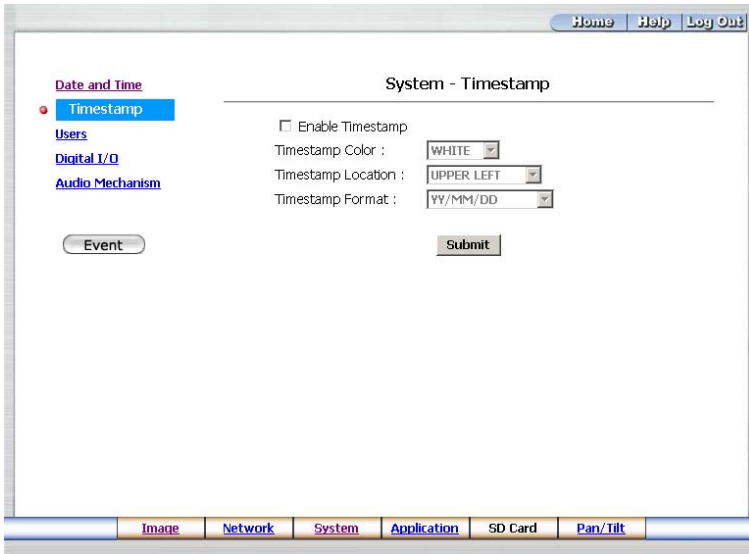 Home Help Log Out
Date and Time
Timestamp
Users
Digital I/O
Audio Mechanism
Event
System - Timestamp
Enable Timestamp
Timestamp Color : WHITE
Timestamp Location : UPPER LEFT
Timestamp Format : YY/MM/DD
Submit
Image Network System Application SD Card Pan/Tilt